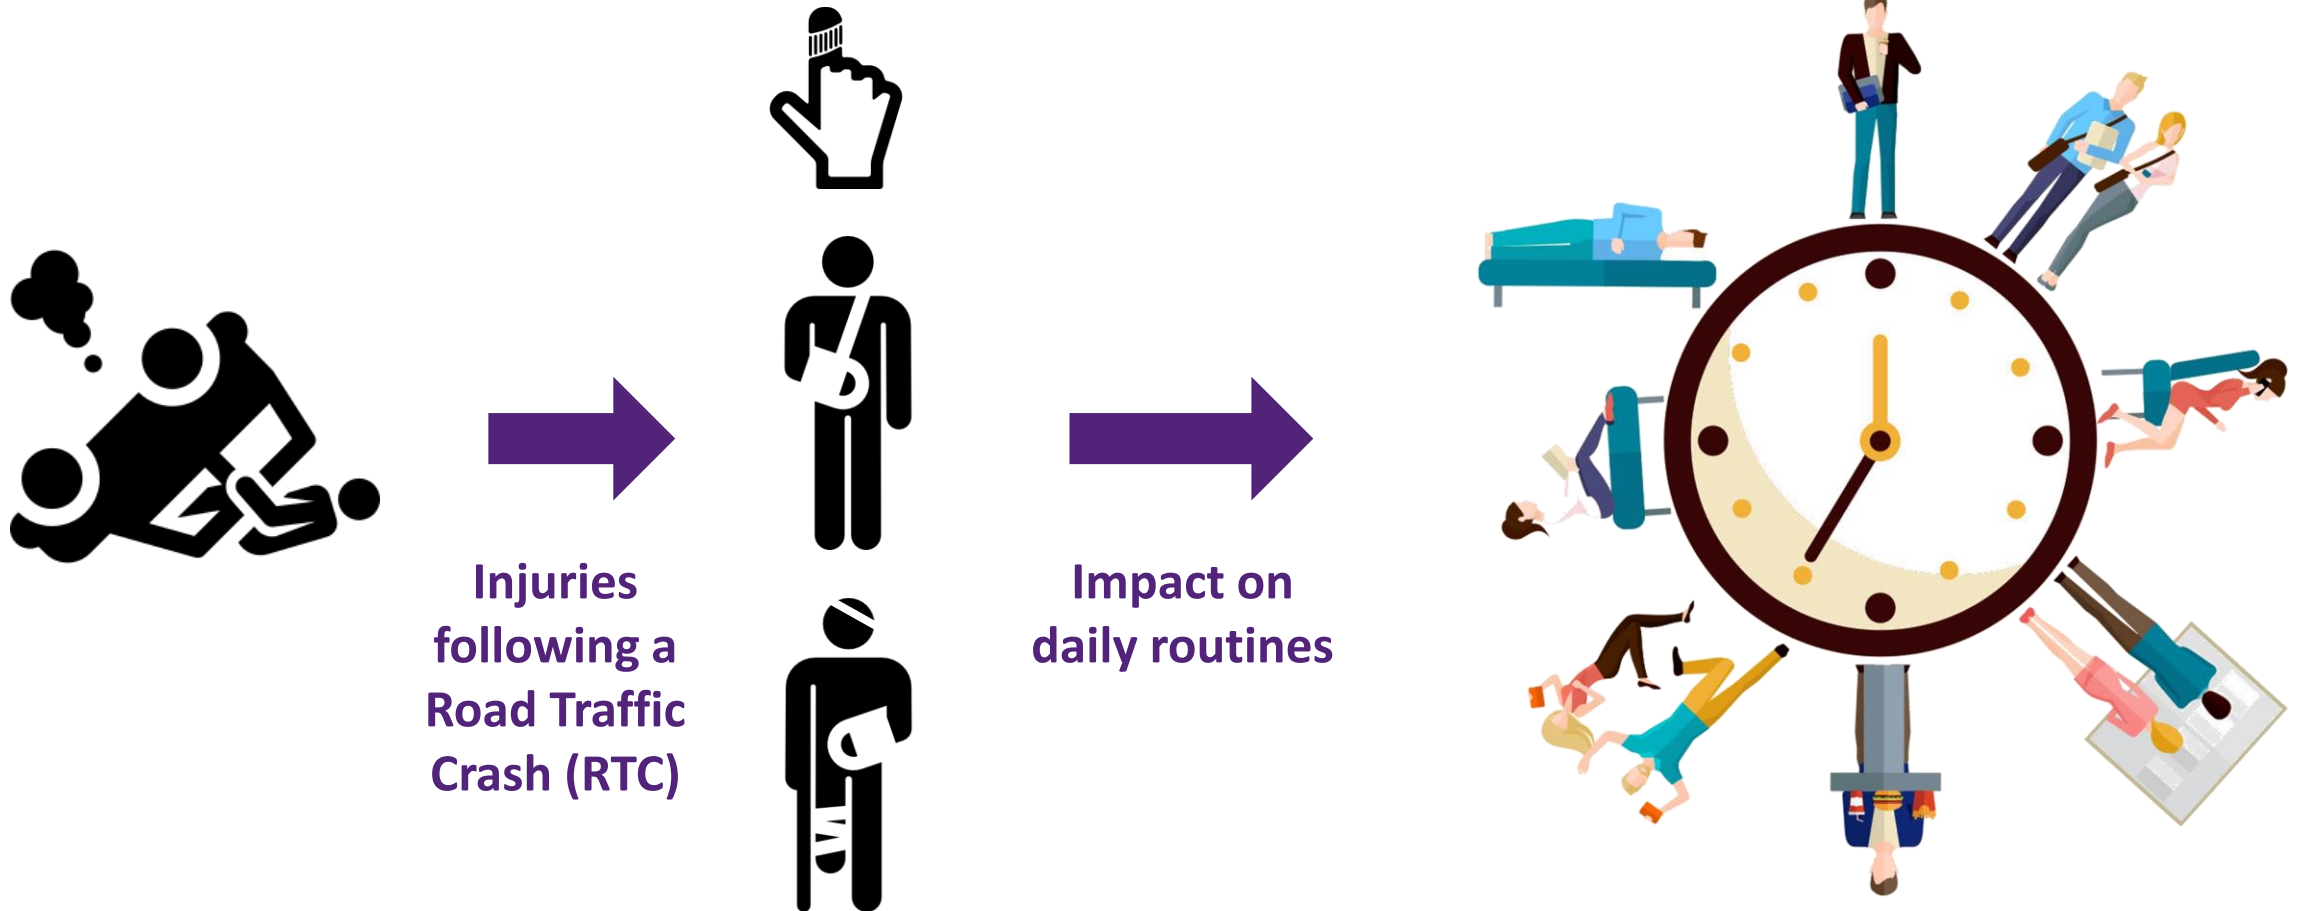 Injuries
following a
Road Traffic
Crash (RTC)
Impact on
daily routines